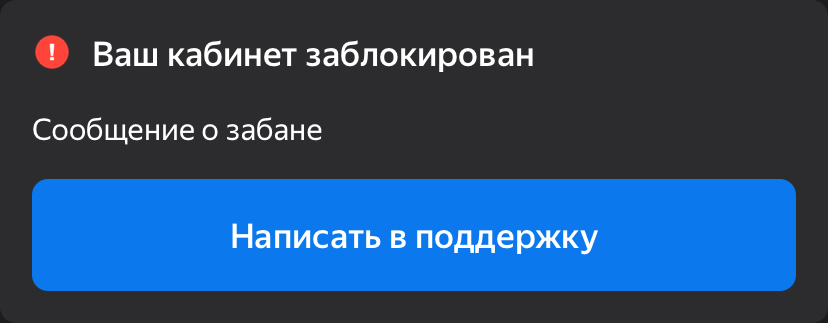 Ваш кабинет заблокирован
Сообщение о забане
Написать в поддержку